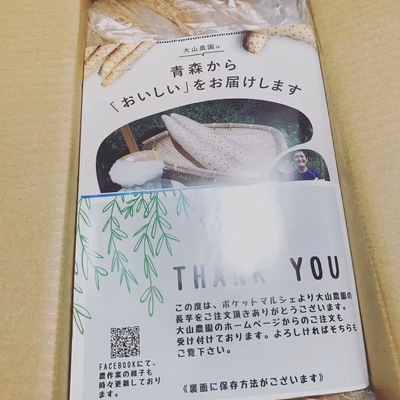 大山農園は
青森から
「おいしい」をお届けします
THANK YOU
この度は、ポケットマルシェより大山農園の
長芋をご注文頂きありがとうございます。
大山農園のホームページからのご注文も
受け付けております。よろしければそちらも
ご覧下さい。
FACEBOOKにて、
農作業の様子も
時々更新しており
ます。
《裏面に保存方法がございます》